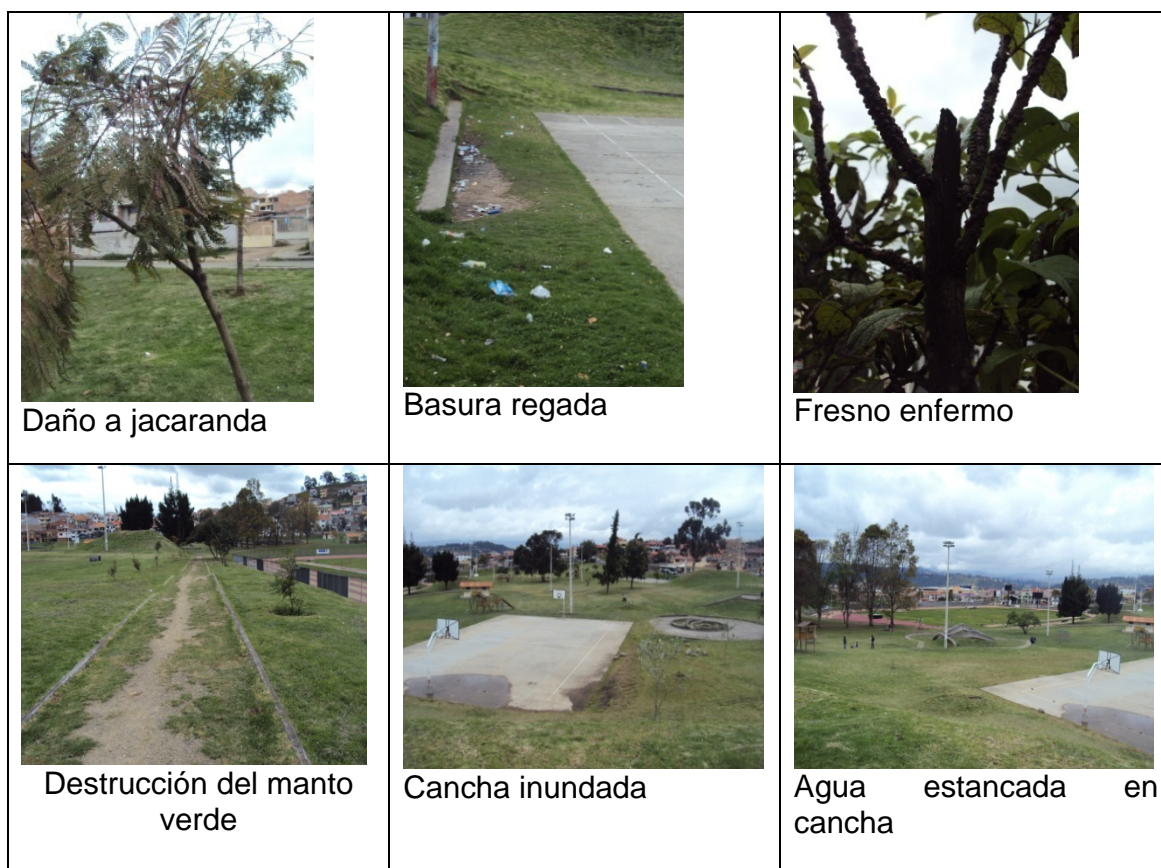 Daño a jacaranda
Basura regada
Fresno enfermo
Destrucción del manto
verde
Cancha inundada
Agua estancada en
cancha